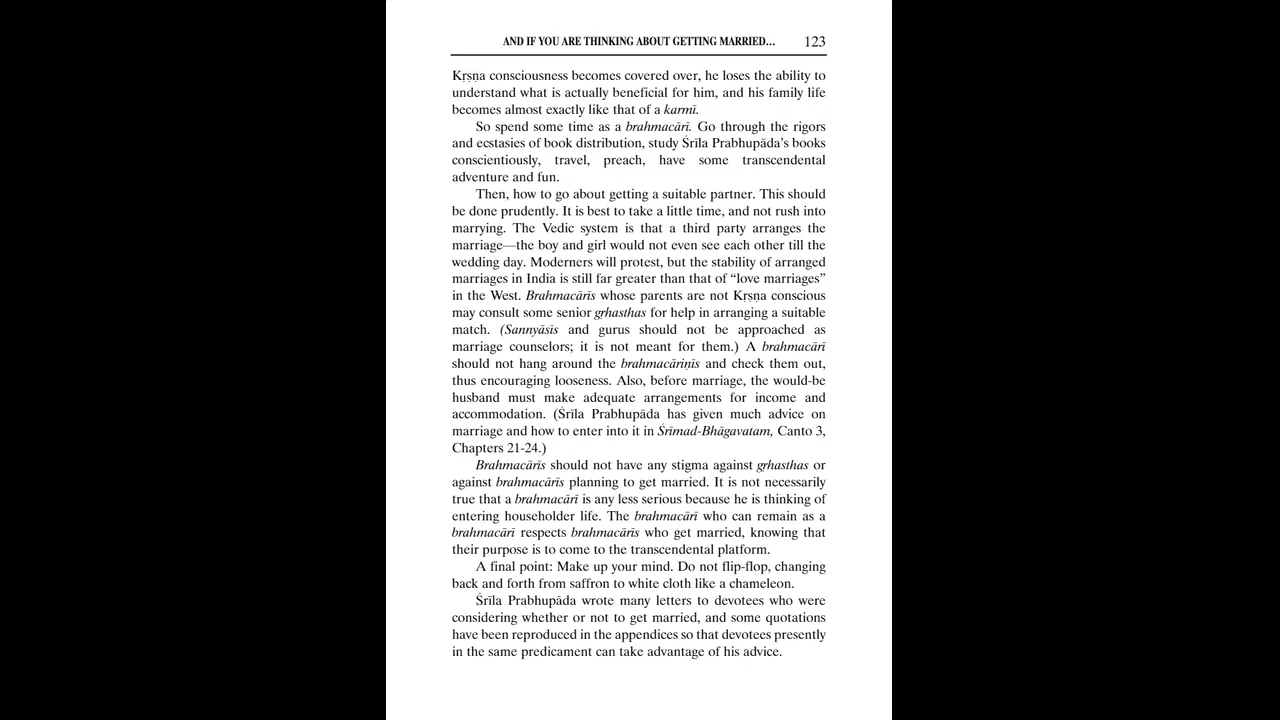 AND IF YOU ARE THINKING ABOUT GETTING MARRIED... 123
Kṛṣṇa consciousness becomes covered over, he loses the ability to
understand what is actually beneficial for him, and his family life
becomes almost exactly like that of a karmī.
So spend some time as a brahmacārī. Go through the rigors
and ecstasies of book distribution, study Śrīla Prabhupāda's books
conscientiously, travel, preach, have some transcendental
adventure and fun.
Then, how to go about getting a suitable partner. This should
be done prudently. It is best to take a little time, and not rush into
marrying. The Vedic system is that a third party arranges the
marriage—the boy and girl would not even see each other till the
wedding day. Moderners will protest, but the stability of arranged
marriages in India is still far greater than that of “love marriages”
in the West. Brahmacārīs whose parents are not Kṛṣṇa conscious
may consult some senior gṛhasthas for help in arranging a suitable
match. (Sannyāsīs and gurus should not be approached as
marriage counselors; it is not meant for them.) A brahmacārī
should not hang around the brahmacāriṇīs and check them out,
thus encouraging looseness. Also, before marriage, the would-be
husband must make adequate arrangements for income and
accommodation. (Śrīla Prabhupāda has given much advice on
marriage and how to enter into it in Śrīmad-Bhāgavatam, Canto 3,
Chapters 21-24.)
Brahmacārīs should not have any stigma against gṛhasthas or
against brahmacārīs planning to get married. It is not necessarily
true that a brahmacārī is any less serious because he is thinking of
entering householder life. The brahmacārī who can remain as a
brahmacārī respects brahmacārīs who get married, knowing that
their purpose is to come to the transcendental platform.
A final point: Make up your mind. Do not flip-flop, changing
back and forth from saffron to white cloth like a chameleon.
Śrīla Prabhupāda wrote many letters to devotees who were
considering whether or not to get married, and some quotations
have been reproduced in the appendices so that devotees presently
in the same predicament can take advantage of his advice.